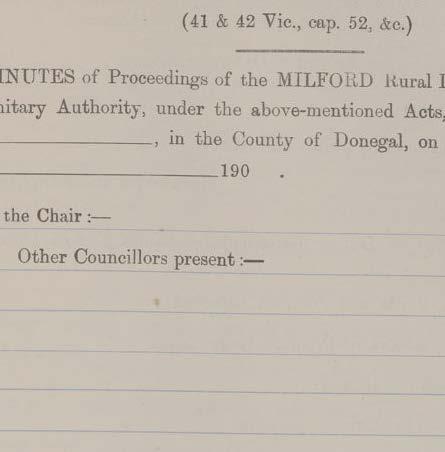 (41 & 42 Vic., cap. 52, &c.)
INUTES of Proceedings of the MILFORD Rural
nitary Authority, under the above-mentioned Acts,
, in the County of Donegal, on
190 .
the Chair :—
Other Councillors present :—